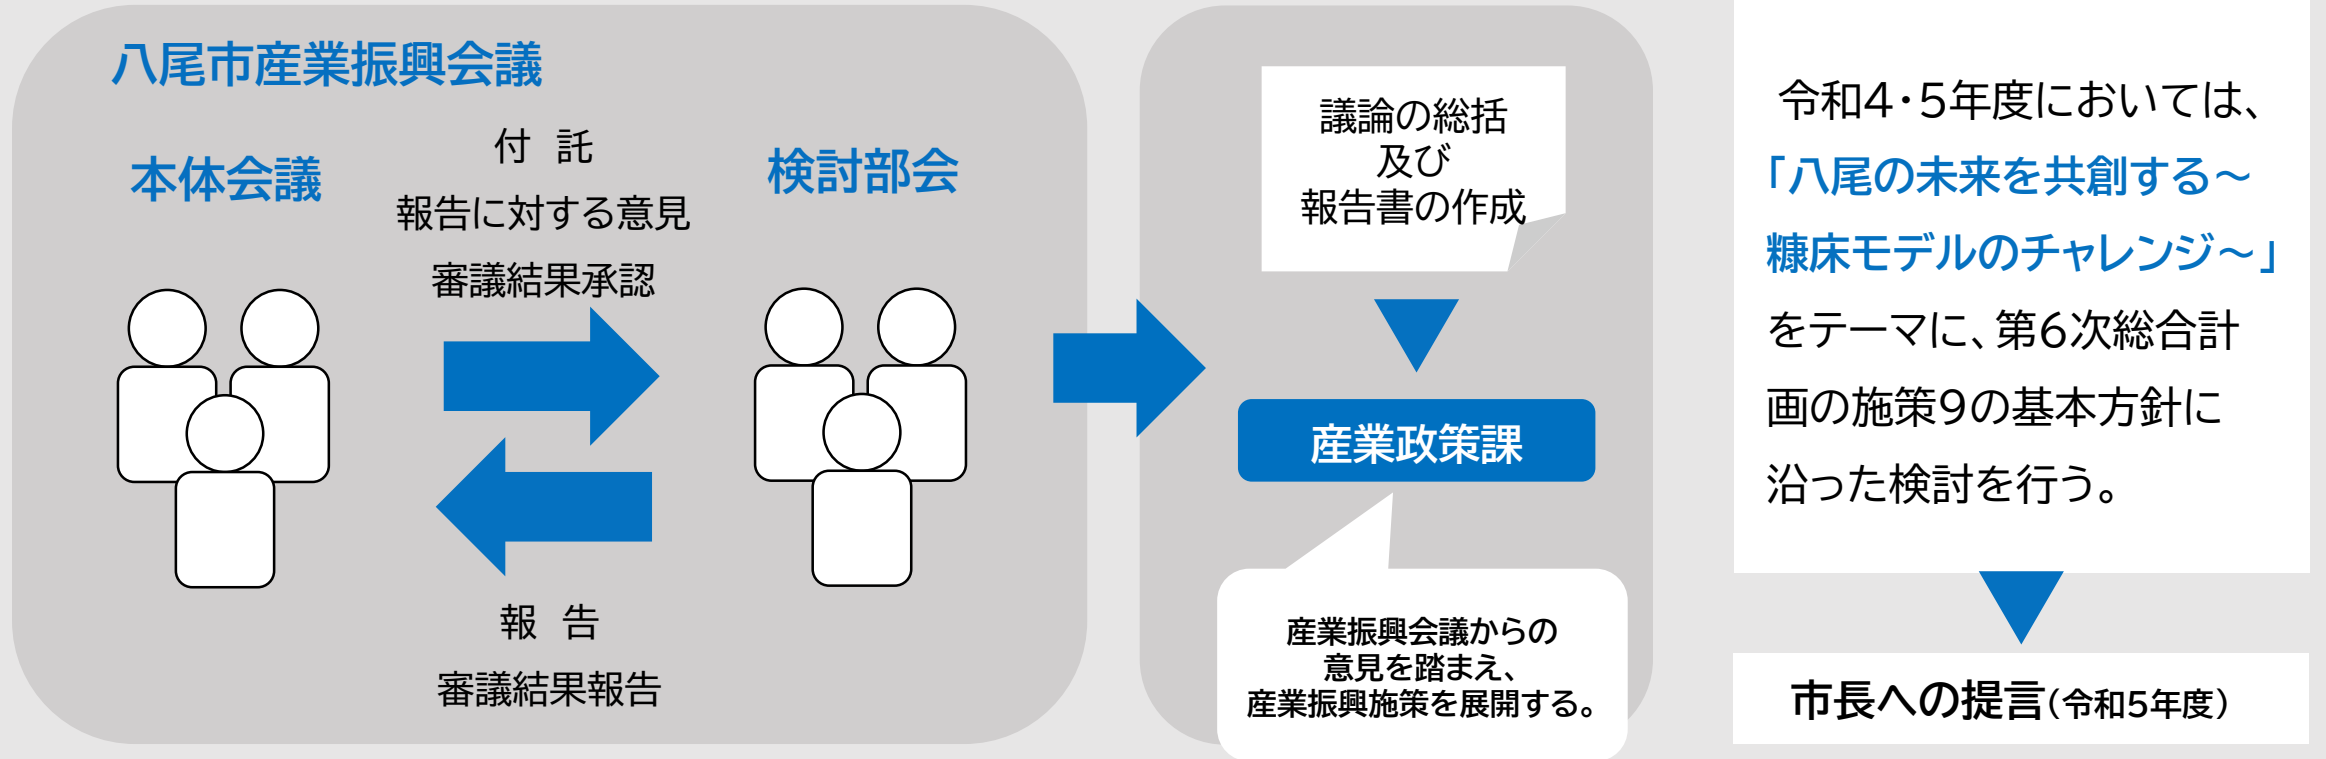 八尾市産業振興会議
本体会議
付 託
報告に対する意見
審議結果承認
検討部会
報 告
審議結果報告
議論の総括
及び
報告書の作成
産業政策課
産業振興会議からの
意見を踏まえ、
産業振興施策を展開する。
令和4・5年度においては、
「八尾の未来を共創する～
糠床モデルのチャレンジ～」
をテーマに、第6次総合計
画の施策9の基本方針に
沿った検討を行う。
市長への提言(令和5年度)